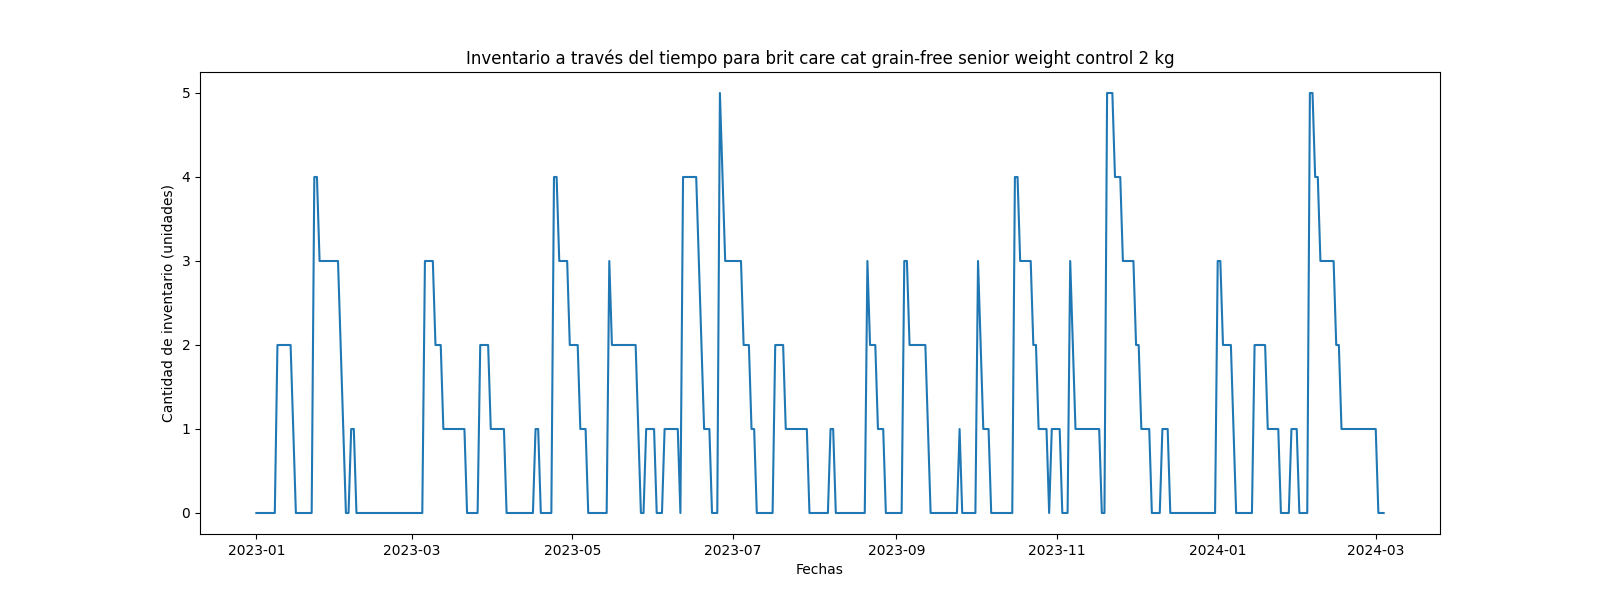 Inventario a través del tiempo para brit care cat grain-free senior weight control 2 kg
Cantidad de inventario (unidades)
5
4
3
2
1
0
2023-01 2023-03 2023-05 2023-07 2023-09 2023-11 2024-01 2024-03
Fechas